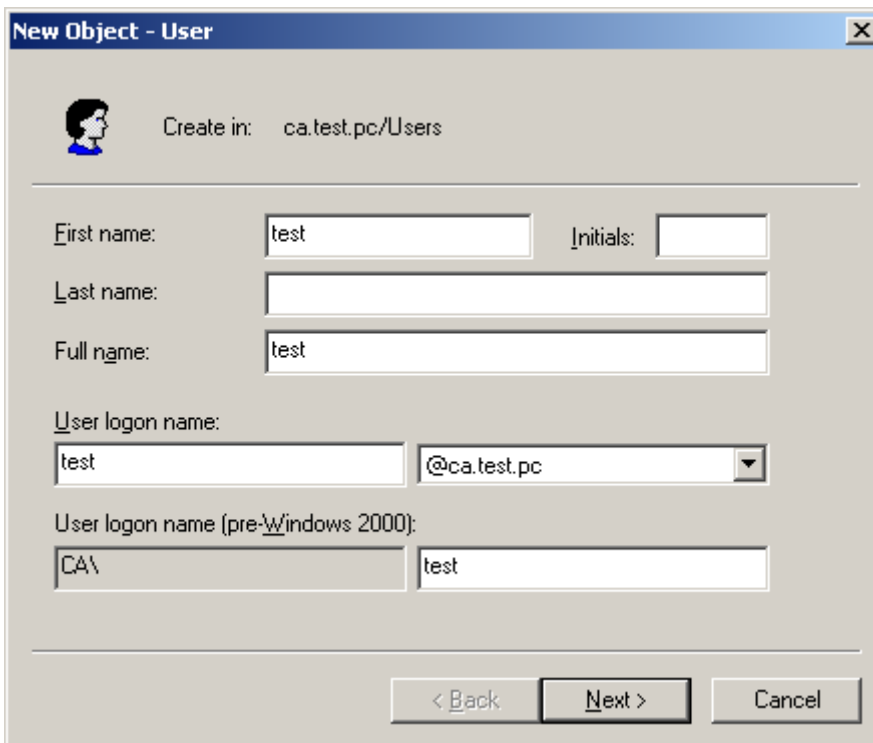 New Object - User
Create in: ca.test.pc/Users
First name: test Initials:
Last name:
Full name: test
User logon name:
test @ca.test.pc
User logon name (pre-Windows 2000):
CA\ test
< Back Next > Cancel